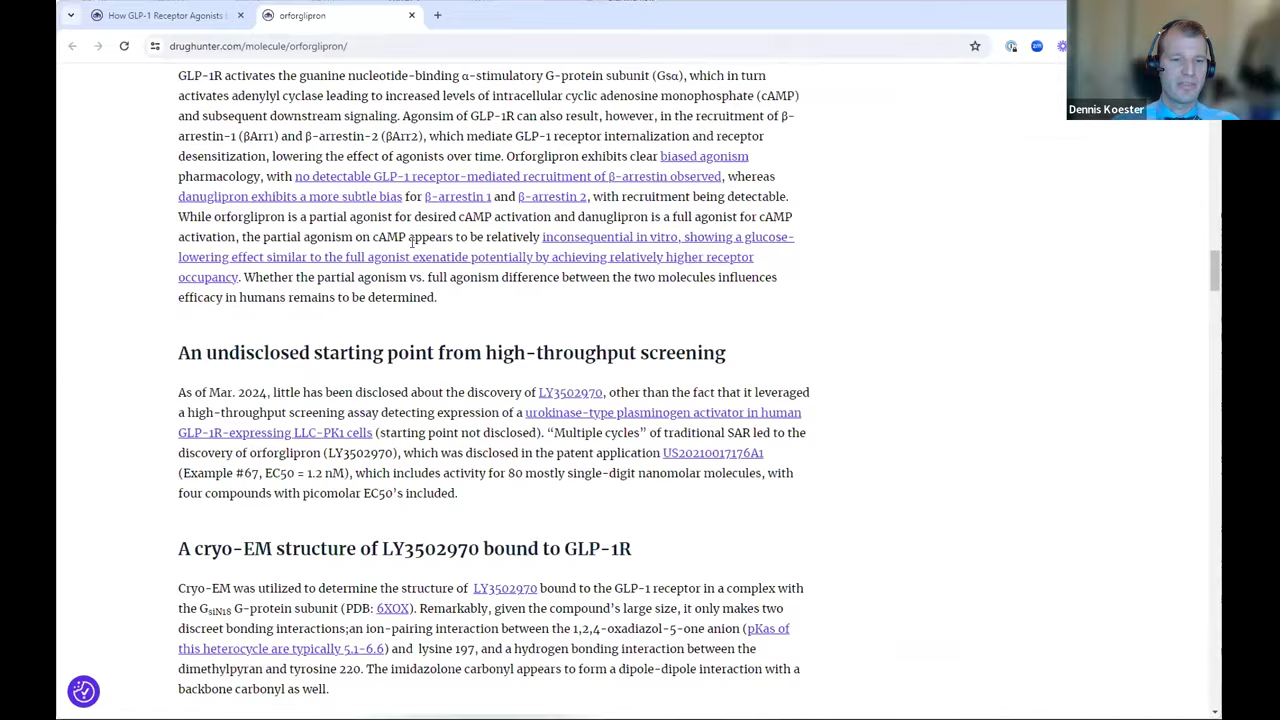 How GLP-1 Receptor Agonists
orforglipron
drughunter.com/molecule/orforglipron/
Dennis Koester
GLP-1R activates the guanine nucleotide-binding α-stimulatory G-protein subunit (Gsα), which in turn
activates adenylyl cyclase leading to increased levels of intracellular cyclic adenosine monophosphate (cAMP)
and subsequent downstream signaling. Activation of GLP-1R can also result, however, in the recruitment of β-
arrestin-1 (βArr1) and β-arrestin-2 (βArr2), which cause GLP-1 receptor internalization and receptor
desensitization, lowering the effect of agonists over time. Orforglipron exhibits clear biased agonism
pharmacology, with no detectable GLP-1 receptor-mediated recruitment of β-arrestin observed, whereas
danuglipron exhibits a more subtle bias for β-arrestin 1 and β-arrestin 2, with recruitment being detectable.
While orforglipron is a partial agonist for desired cAMP activation and danuglipron is a full agonist for cAMP
activation, the partial agonism on cAMP appears to be relatively inconsequential in vitro, showing a glucose-
lowering effect similar to the full agonist exenatide potentially by achieving relatively higher receptor
occupancy. Whether the partial agonism vs. full agonism difference between the two molecules influences
efficacy in humans remains to be determined.
An undisclosed starting point from high-throughput screening
As of Mar. 2024, little has been disclosed about the discovery of LY3502970, other than the fact that it leveraged
a high-throughput screening assay detecting expression of a urokinase-type plasminogen activator in human
GLP-1R-expressing LLC-PK1 cells (starting point not disclosed). “Multiple cycles” of traditional SAR led to the
discovery of orforglipron (LY3502970), which was disclosed in the patent application US20210017176A1
(Example #67, EC50 = 1.2 nM), which includes activity for 80 mostly single-digit nanomolar molecules, with
four compounds with picomolar EC50’s included.
A cryo-EM structure of LY3502970 bound to GLP-1R
Cryo-EM was utilized to determine the structure of LY3502970 bound to the GLP-1 receptor in a complex with
the GsiN18 G-protein subunit (PDB: 6XOX). Remarkably, given the compound’s large size, it only makes two
discreet bonding interactions;an ion-pairing interaction between the 1,2,4-oxadiazol-5-one anion (pKas of
this heterocycle are typically 5.1-6.6) and lysine 197, and a hydrogen bonding interaction between the
dimethylpyran and tyrosine 220. The imidazolone carbonyl appears to form a dipole-dipole interaction with a
backbone carbonyl as well.